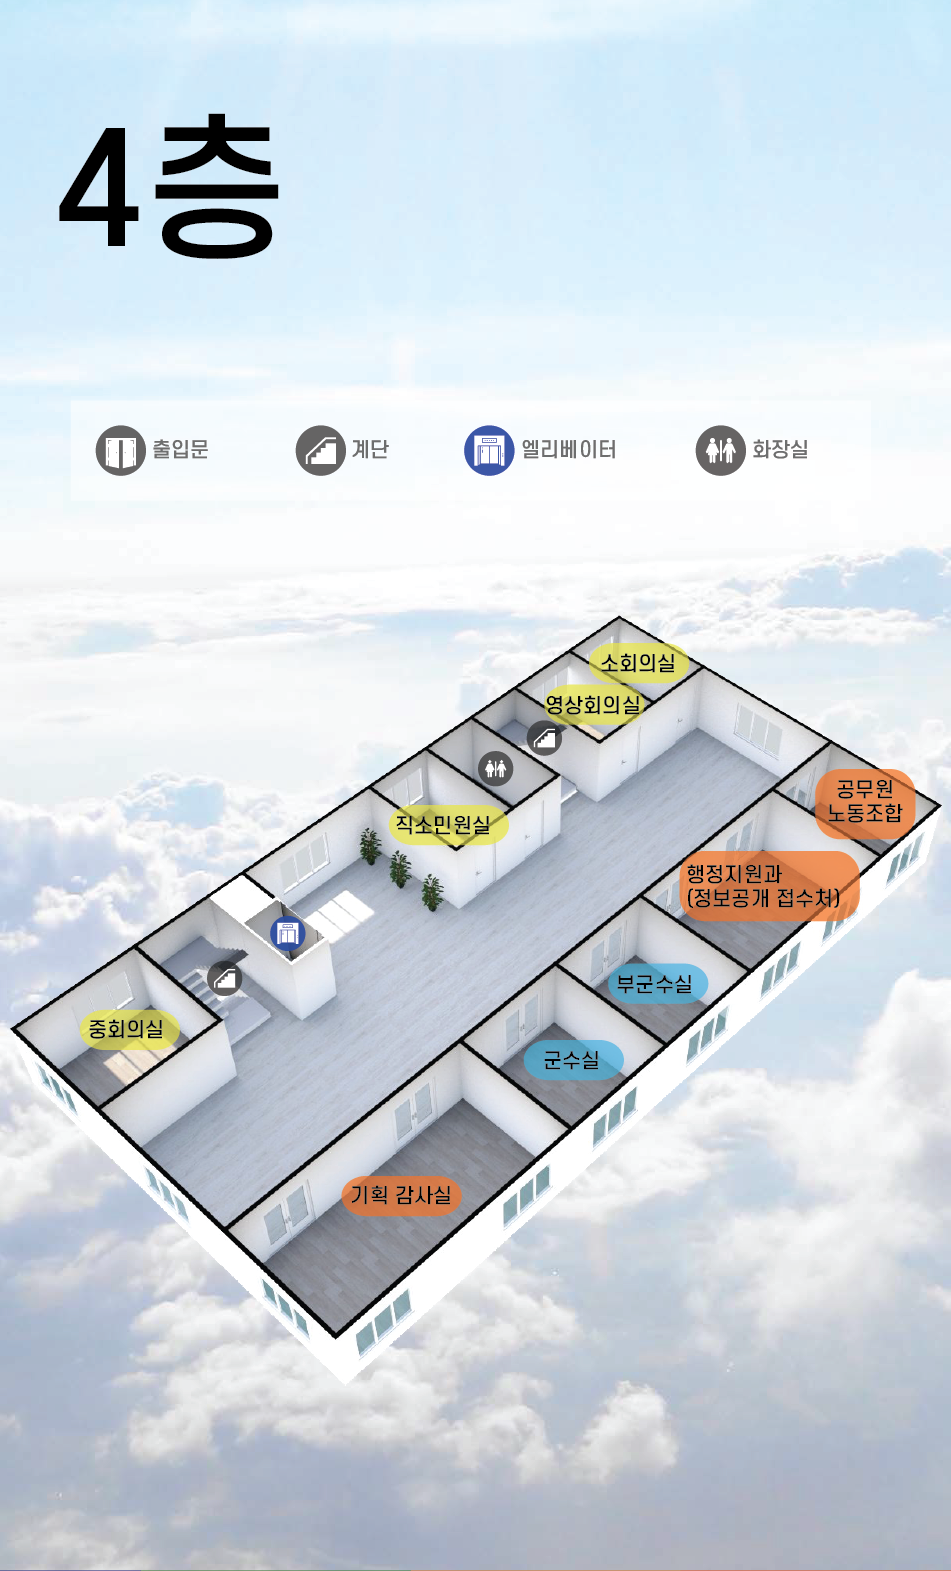 4층
출입문
계단
엘리베이터
화장실
소회의실
영상회의실
직소민원실
중회의실
공무원
노동조합
행정지원과
(정보공개 접수처)
부군수실
군수실
기획 감사실